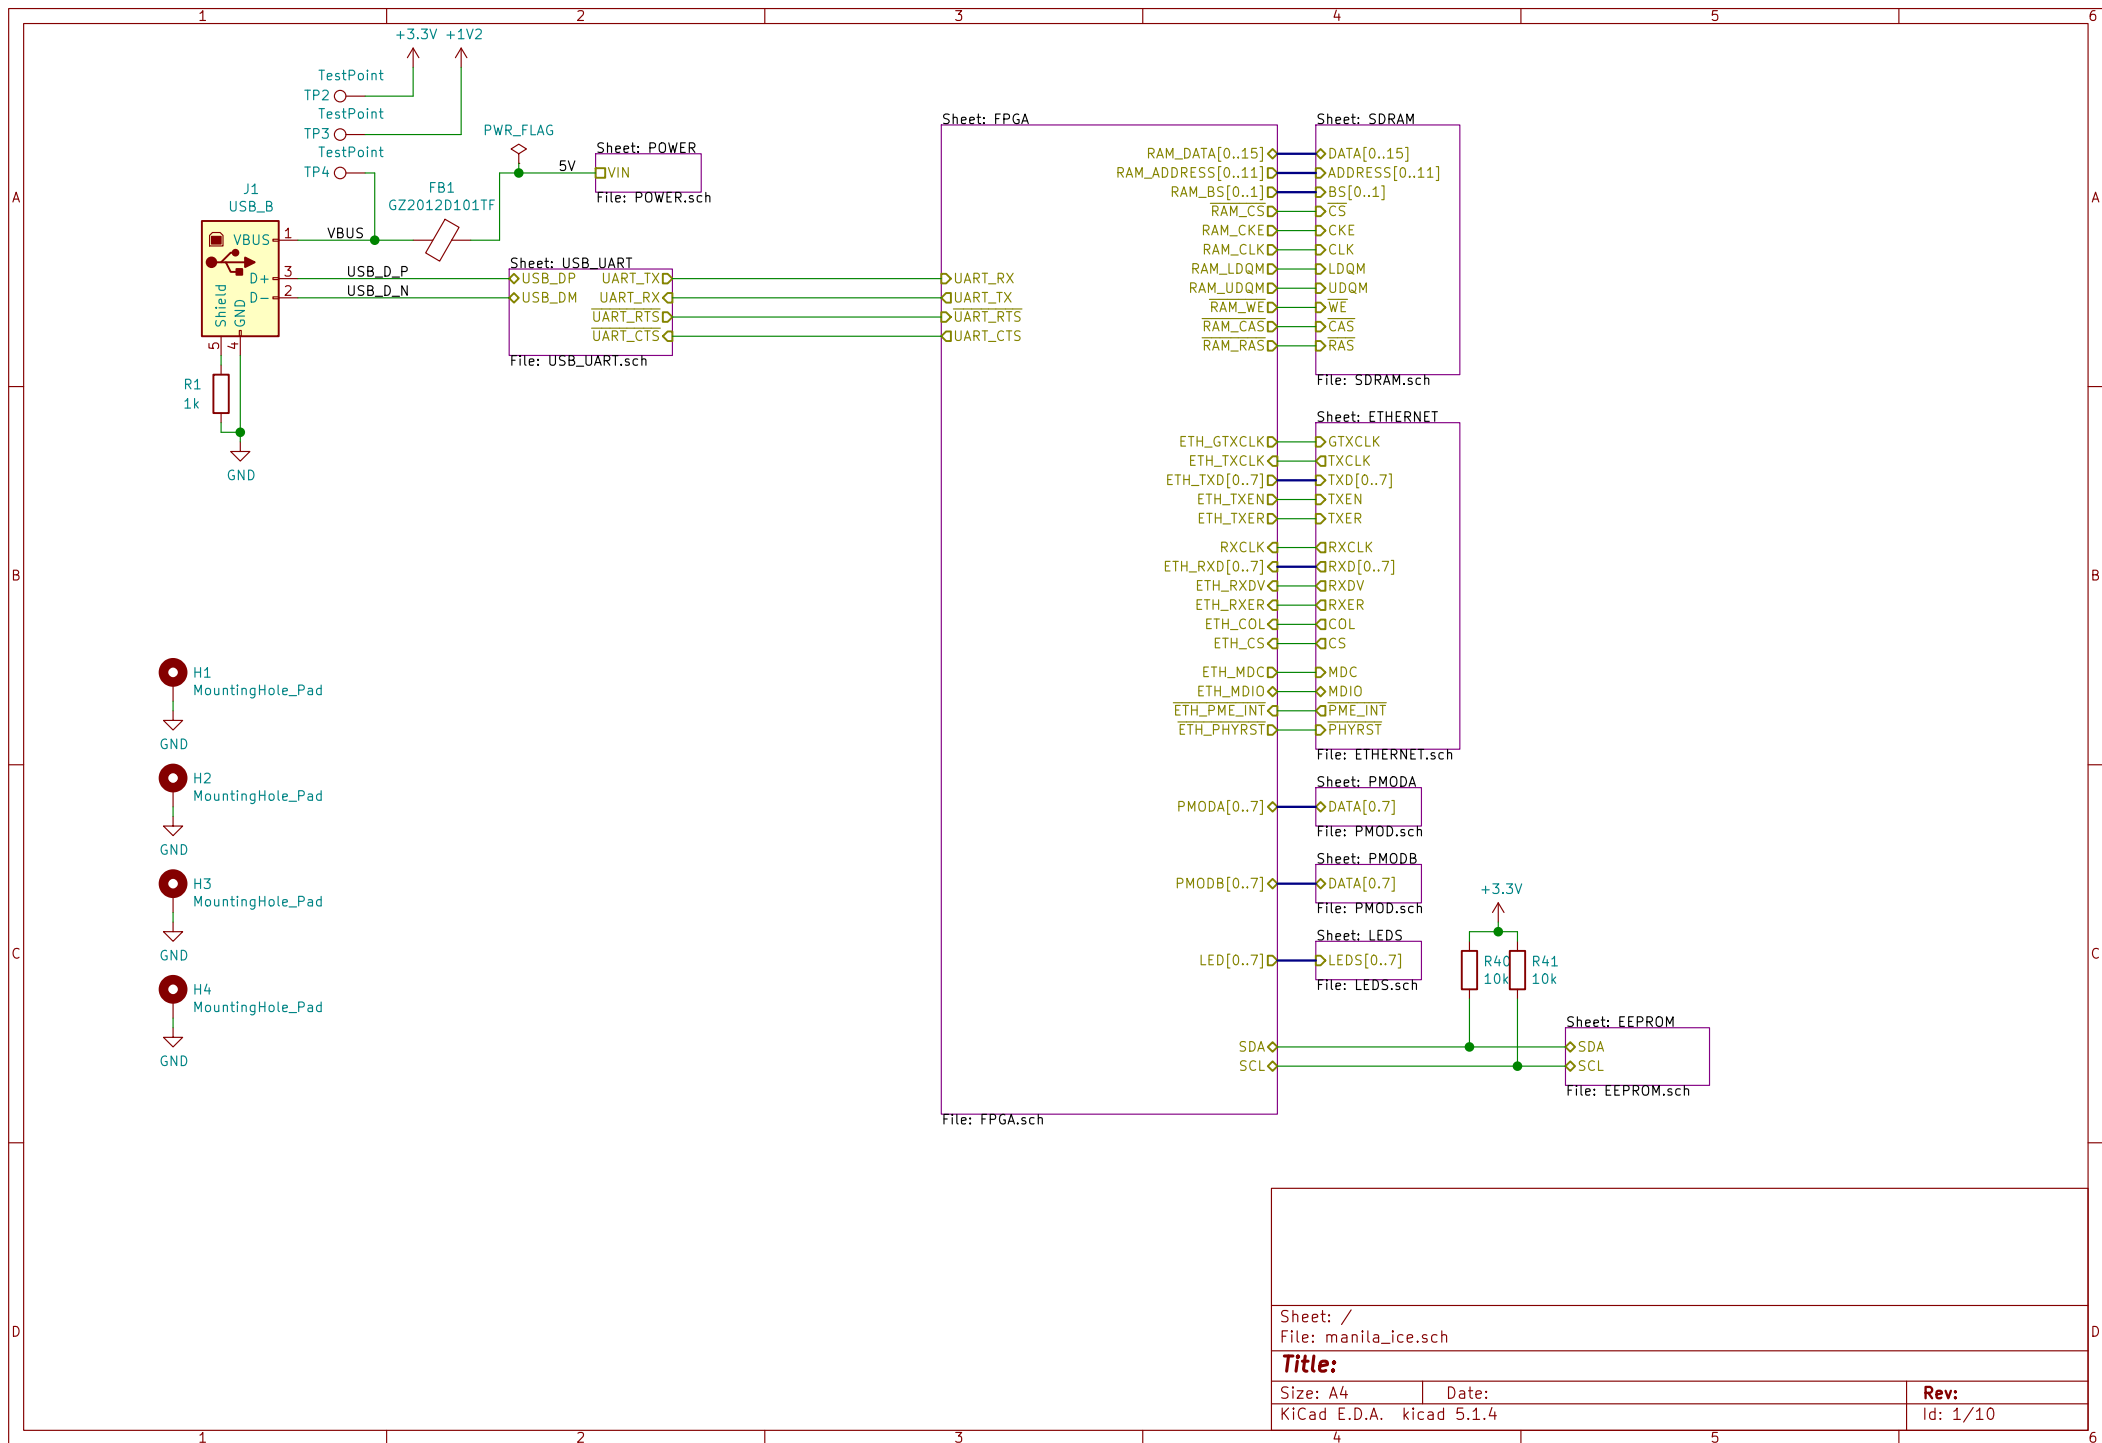 1 2 3 4 5 6
+3.3V +1V2
TestPoint
TP2
TestPoint
TP3
TestPoint
TP4
PWR_FLAG
5V
Sheet: POWER
VIN
File: POWER.sch
FB1
GZ2012D101TF
J1
USB_B
VBUS 1
D+ 3
D- 2
Shield
GND
5 4
VBUS
USB_D_P
USB_D_N
R1
1k
GND
Sheet: USB_UART
USB_DP UART_TX
USB_DM UART_RX
UART_RTS
UART_CTS
File: USB_UART.sch
Sheet: FPGA
UART_RX
UART_TX
UART_RTS
UART_CTS
RAM_DATA[0..15]
RAM_ADDRESS[0..11]
RAM_BS[0..1]
RAM_CS
RAM_CKE
RAM_CLK
RAM_LDQM
RAM_UDQM
RAM_WE
RAM_CAS
RAM_RAS
ETH_GTXCLK
ETH_TXCLK
ETH_TXD[0..7]
ETH_TXEN
ETH_TXER
RXCLK
ETH_RXD[0..7]
ETH_RXDV
ETH_RXER
ETH_COL
ETH_CS
ETH_MDC
ETH_MDIO
ETH_PME_INT
ETH_PHYRST
PMODA[0..7]
PMODB[0..7]
LED[0..7]
SDA
SCL
File: FPGA.sch
Sheet: SDRAM
DATA[0..15]
ADDRESS[0..11]
BS[0..1]
CS
CKE
CLK
LDQM
UDQM
WE
CAS
RAS
File: SDRAM.sch
Sheet: ETHERNET
GTXCLK
TXCLK
TXD[0..7]
TXEN
TXER
RXCLK
RXD[0..7]
RXDV
RXER
COL
CS
MDC
MDIO
PME_INT
PHYRST
File: ETHERNET.sch
Sheet: PMODA
DATA[0.7]
File: PMOD.sch
Sheet: PMODB
DATA[0.7]
File: PMOD.sch
Sheet: LEDS
LEDS[0..7]
File: LEDS.sch
+3.3V
R40
10k
R41
10k
Sheet: EEPROM
SDA
SCL
File: EEPROM.sch
H1
MountingHole_Pad
GND
H2
MountingHole_Pad
GND
H3
MountingHole_Pad
GND
H4
MountingHole_Pad
GND
A A
B B
C C
D D
Sheet: /
File: manila_ice.sch
Title:
Size: A4 Date: Rev:
KiCad E.D.A. kicad 5.1.4 Id: 1/10
1 2 3 4 5 6